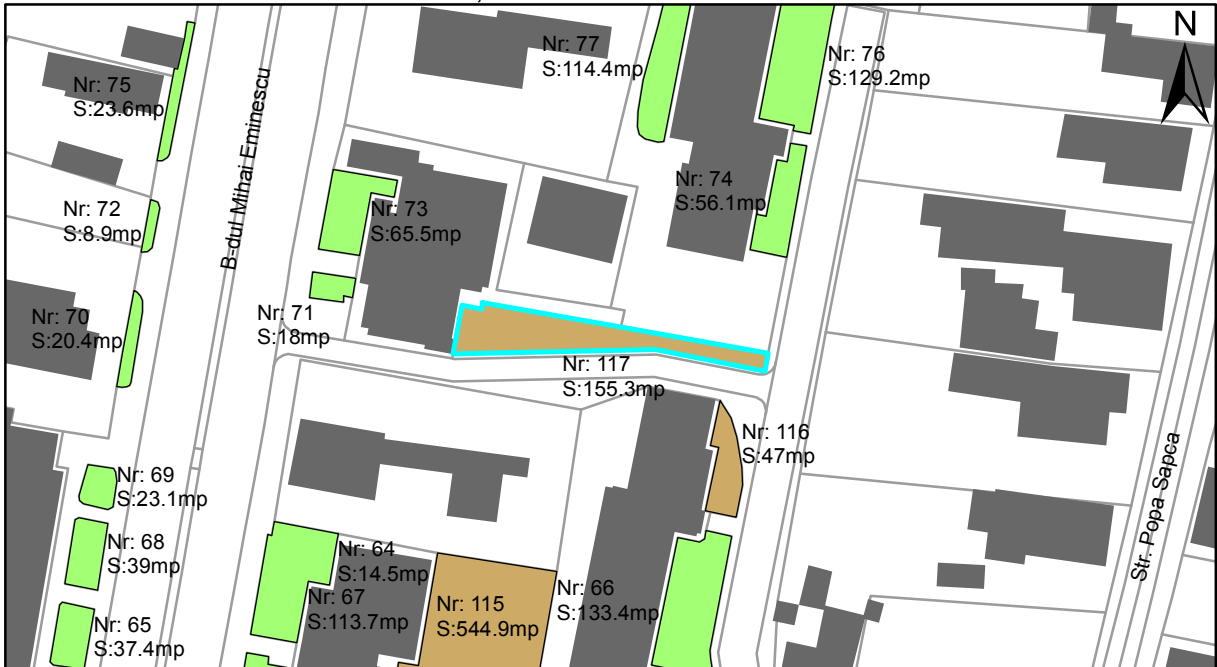 N
Nr: 77
S:114.4mp
Nr: 76
S:129.2mp
Nr: 75
S:23.6mp
B-dul Mihai Eminescu
Nr: 74
S:56.1mp
Nr: 72
S:8.9mp
Nr: 73
S:65.5mp
Nr: 71
S:18mp
Nr: 70
S:20.4mp
Nr: 117
S:155.3mp
Nr: 116
S:47mp
Str. Popa Sapca
Nr: 69
S:23.1mp
Nr: 68
S:39mp
Nr: 64
S:14.5mp
Nr: 67
S:113.7mp
Nr: 115
S:544.9mp
Nr: 66
S:133.4mp
Nr: 65
S:37.4mp